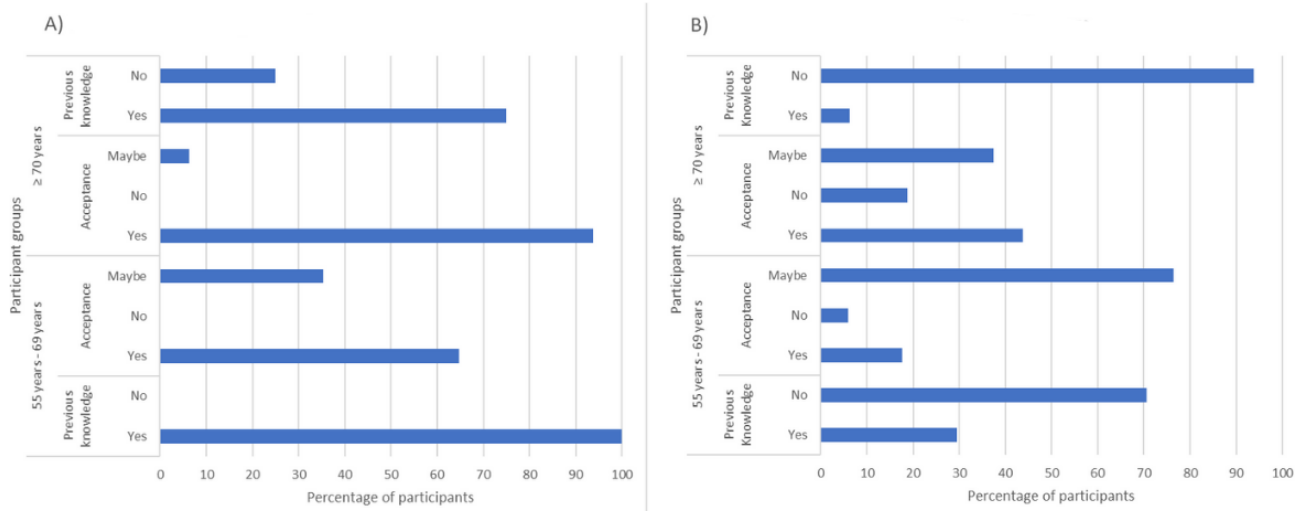 A)
Participant groups
≥ 70 years
Previous
knowledge
No
Yes
Acceptance
Maybe
No
Yes
55 years - 69 years
Acceptance
Maybe
No
Yes
Previous
knowledge
No
Yes
0 10 20 30 40 50 60 70 80 90 100
Percentage of participants
B)
Participant groups
≥ 70 years
Previous
Knowledge
No
Yes
Acceptance
Maybe
No
Yes
55 years - 69 years
Acceptance
Maybe
No
Yes
Previous
Knowledge
No
Yes
0 10 20 30 40 50 60 70 80 90 100
Percentage of participants